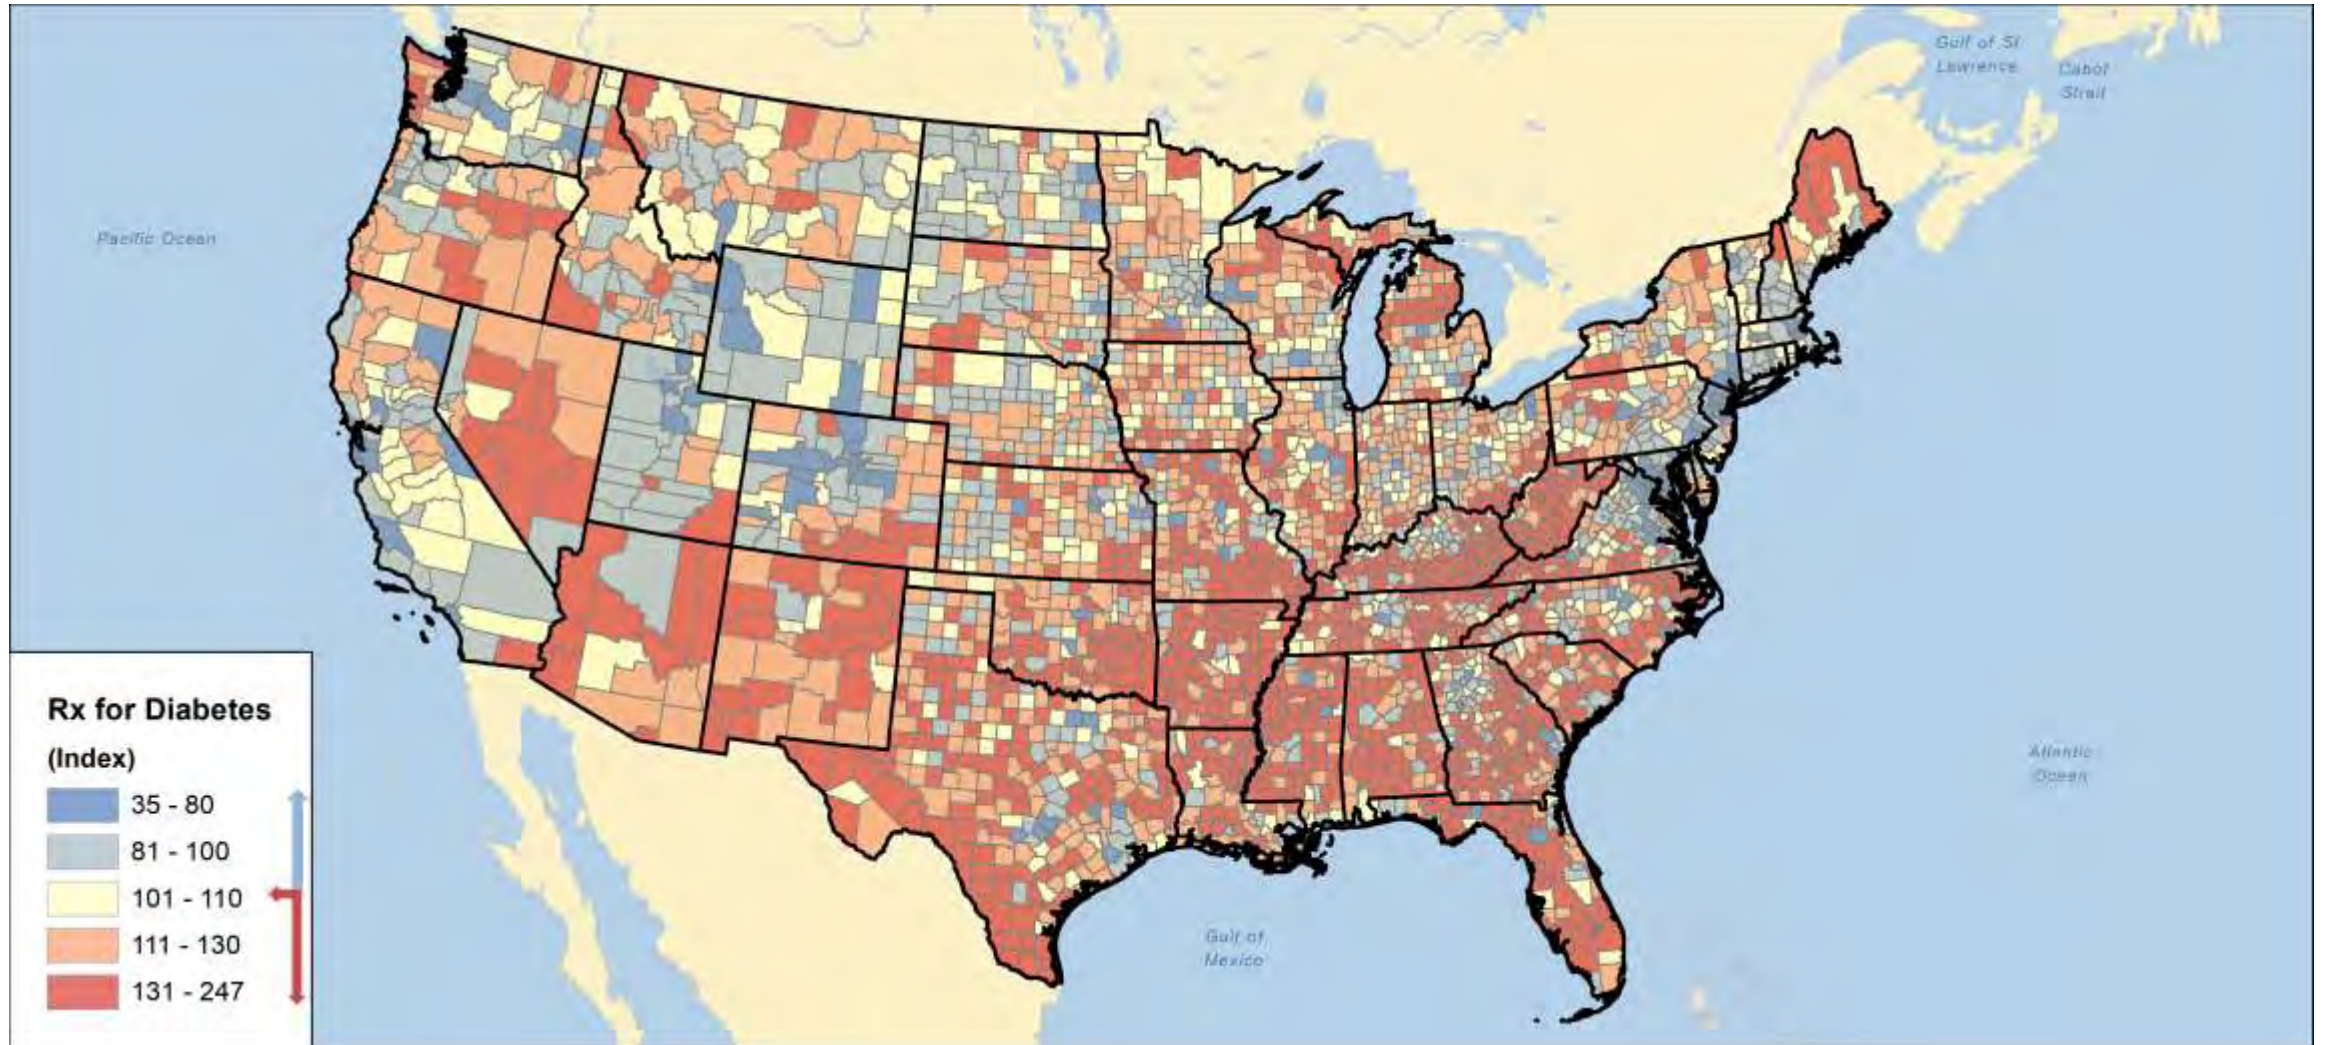 Gulf of St
Lawrence
Cabot
Strait
Pacific Ocean
Atlantic
Ocean
Gulf of
Mexico
Rx for Diabetes
(Index)
35 - 80
81 - 100
101 - 110
111 - 130
131 - 247